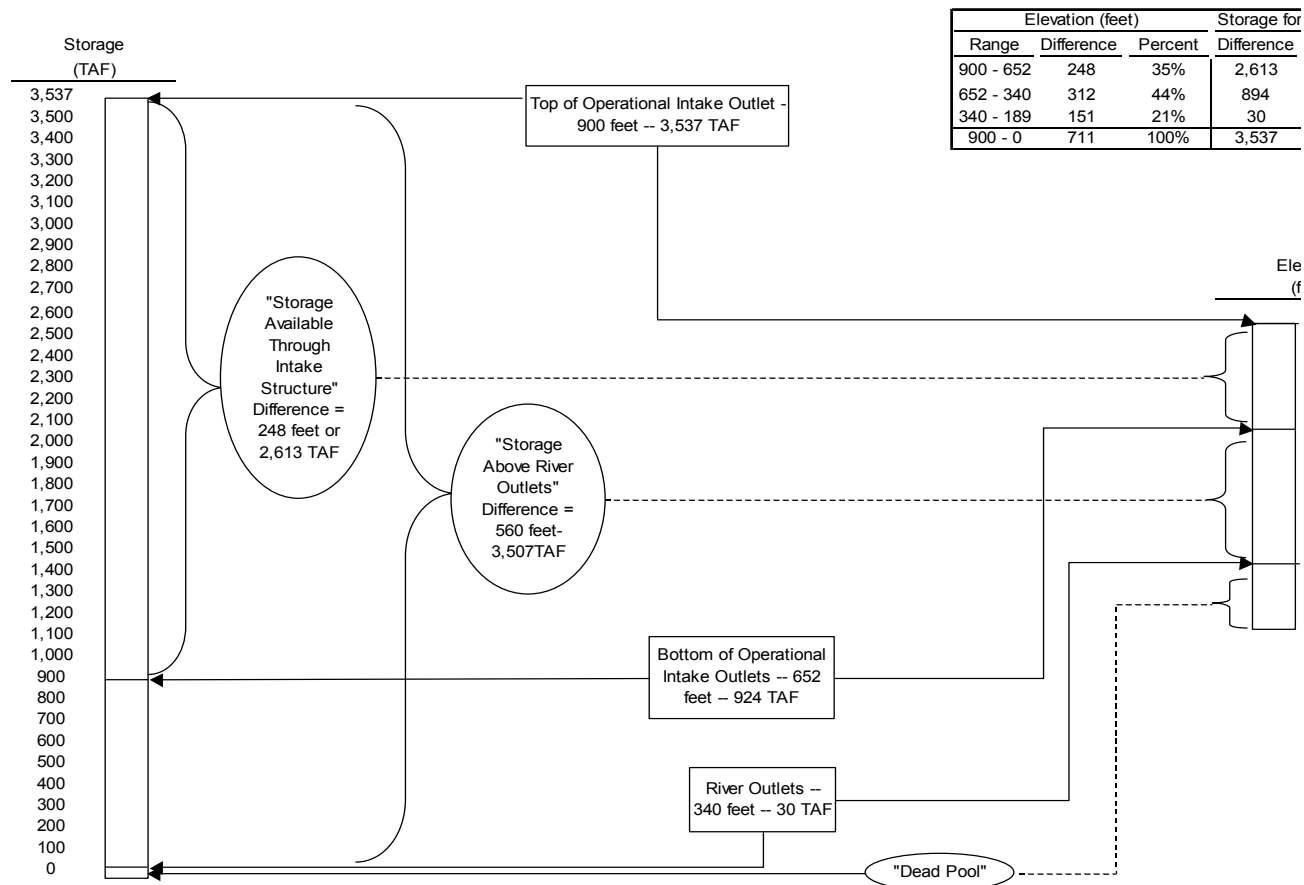 Storage
(TAF)
3,537
3,500
3,400
3,300
3,200
3,100
3,000
2,900
2,800
2,700
2,600
2,500
2,400
2,300
2,200
2,100
2,000
1,900
1,800
1,700
1,600
1,500
1,400
1,300
1,200
1,100
1,000
900
800
700
600
500
400
300
200
100
0
"Storage
Available
Through
Intake
Structure"
Difference =
248 feet or
2,613 TAF
"Storage
Above River
Outlets"
Difference =
560 feet-
3,507TAF
Top of Operational Intake Outlet -
900 feet -- 3,537 TAF
Bottom of Operational
Intake Outlets -- 652
feet -- 924 TAF
River Outlets --
340 feet -- 30 TAF
"Dead Pool"
Elevation (feet) Storage for
Range Difference Percent Difference
900 - 652 248 35% 2,613
652 - 340 312 44% 894
340 - 189 151 21% 30
900 - 0 711 100% 3,537
Ele
(f